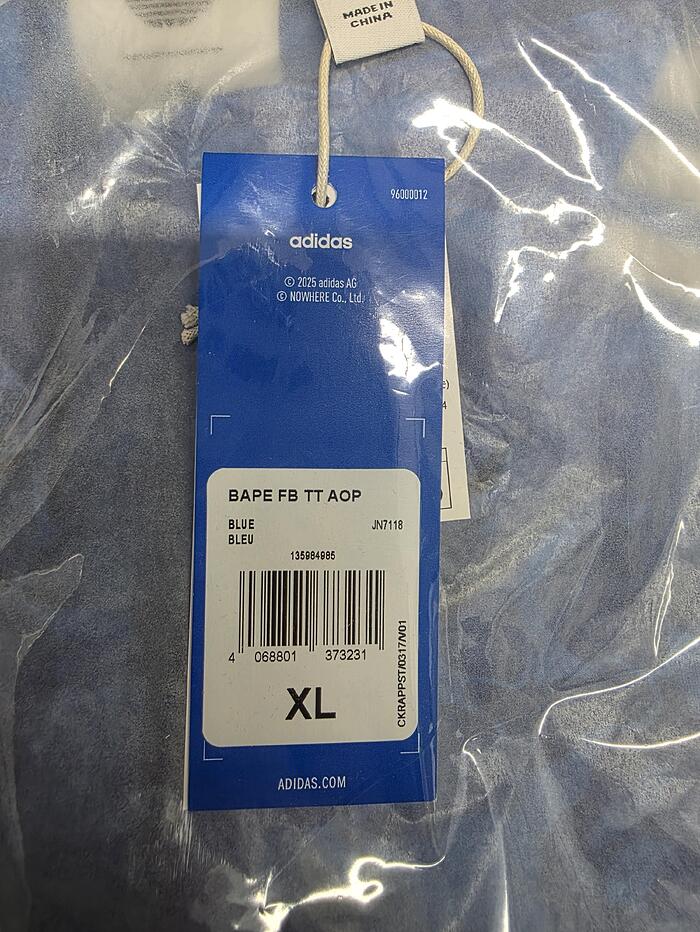 MADE IN
CHINA
96000012
adidas
© 2025 adidas AG
© NOWHERE Co., Ltd.
BAPE FB TT AOP
BLUE JN7118
BLEU
135984985
4 068801 373231
XL
CKRAPPST/0317/V01
ADIDAS.COM